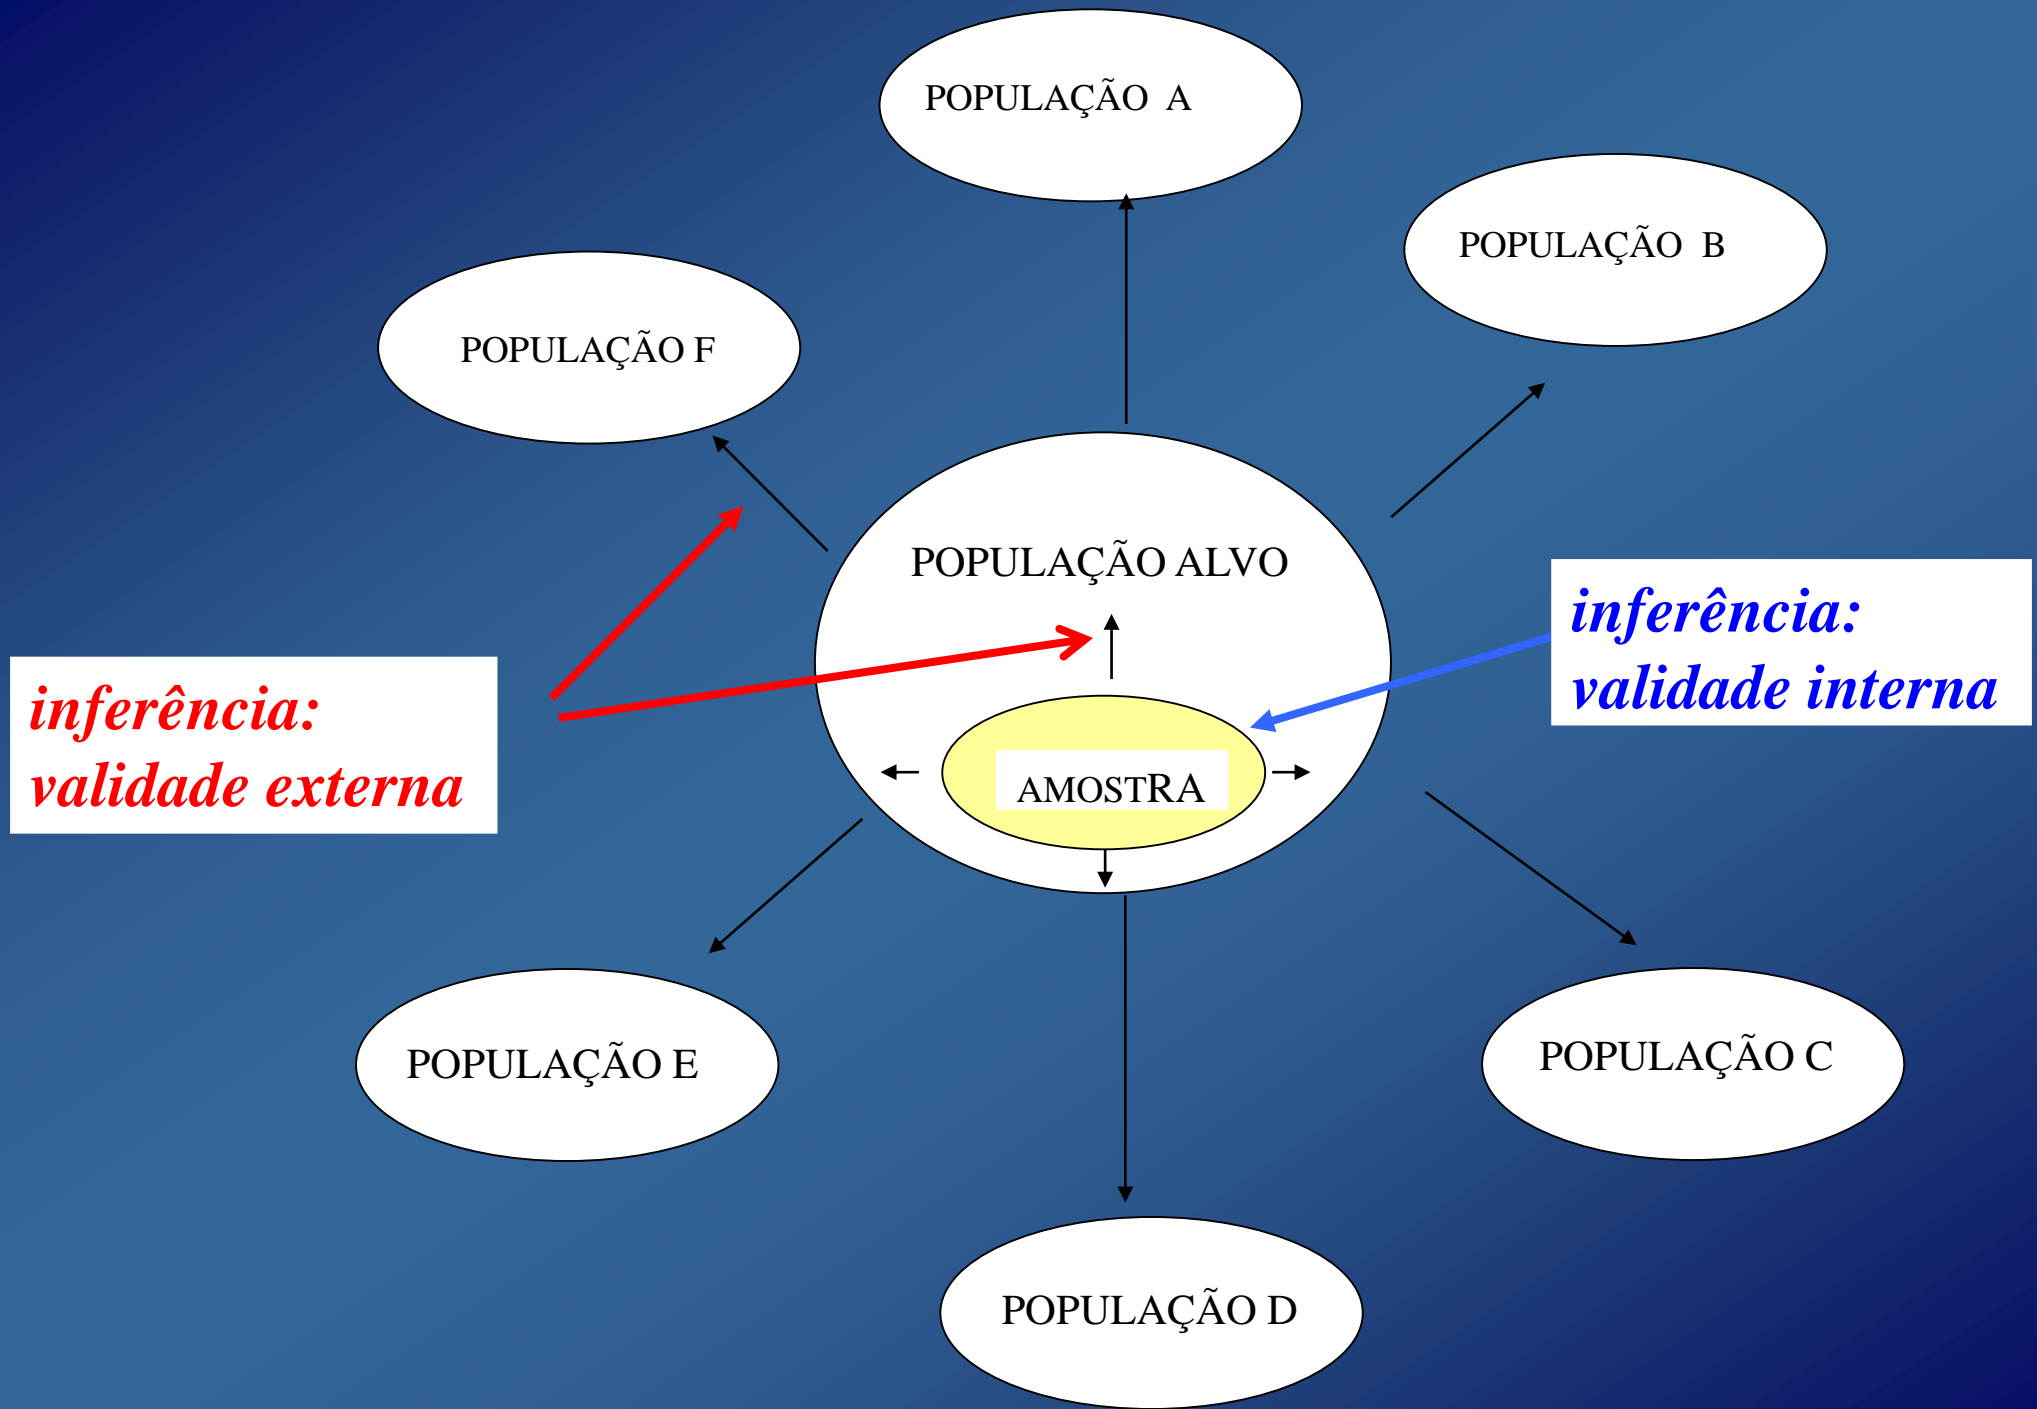 POPULAÇÃO A
POPULAÇÃO B
POPULAÇÃO F
POPULAÇÃO ALVO
inferência:
validade interna
inferência:
validade externa
AMOSTRA
POPULAÇÃO E
POPULAÇÃO C
POPULAÇÃO D